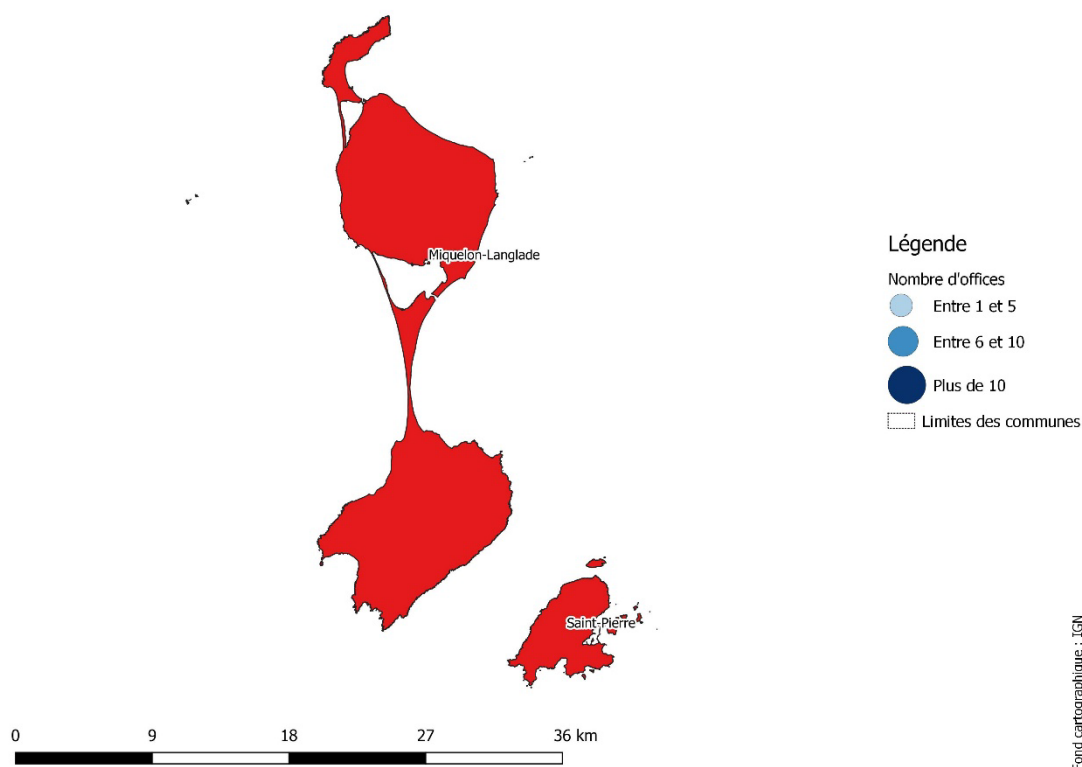 Miquelon-Langlade
Légende
Nombre d'offices
Entre 1 et 5
Entre 6 et 10
Plus de 10
Limites des communes
Saint-Pierre
0 9 18 27 36 km
Fond cartographique : IGN